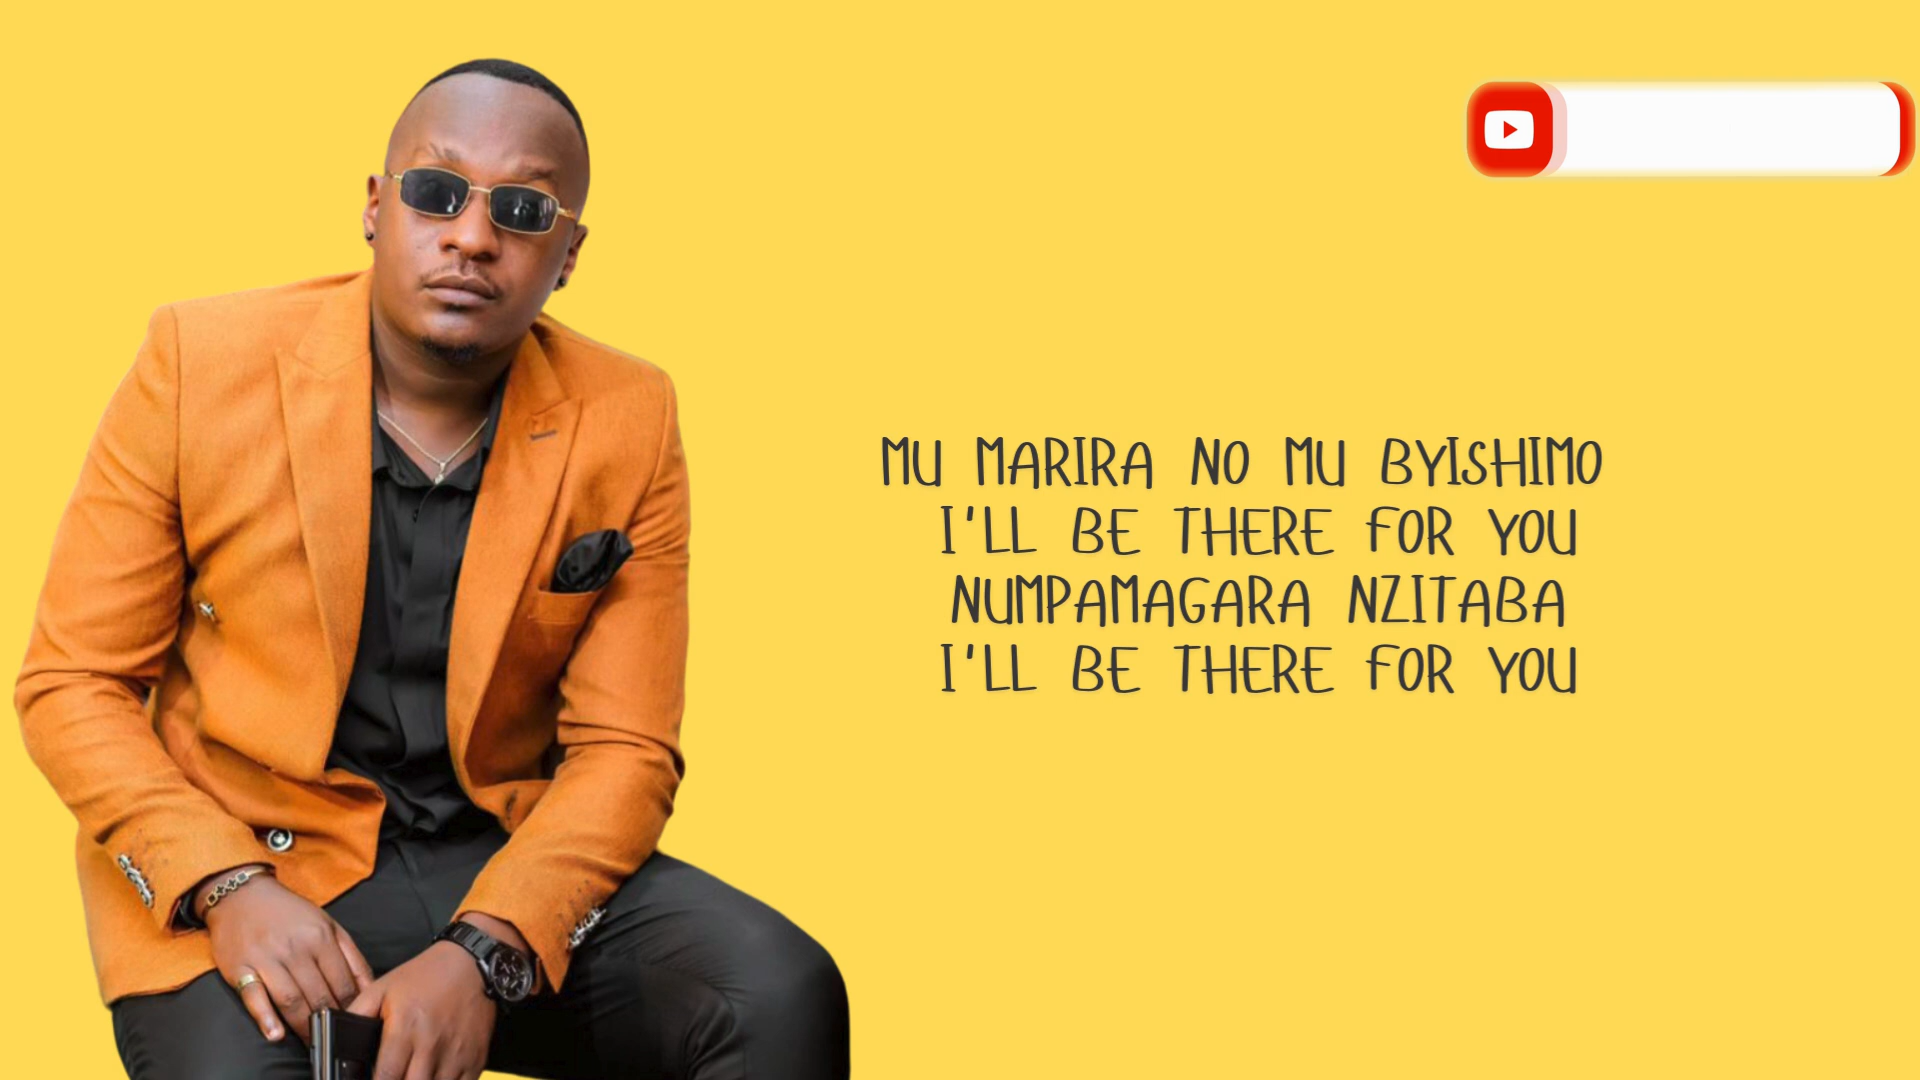 MU MARIRA NO MU BYISHIMO
I'LL BE THERE FOR YOU
NUMPAMAGARA NZITABA
I'LL BE THERE FOR YOU